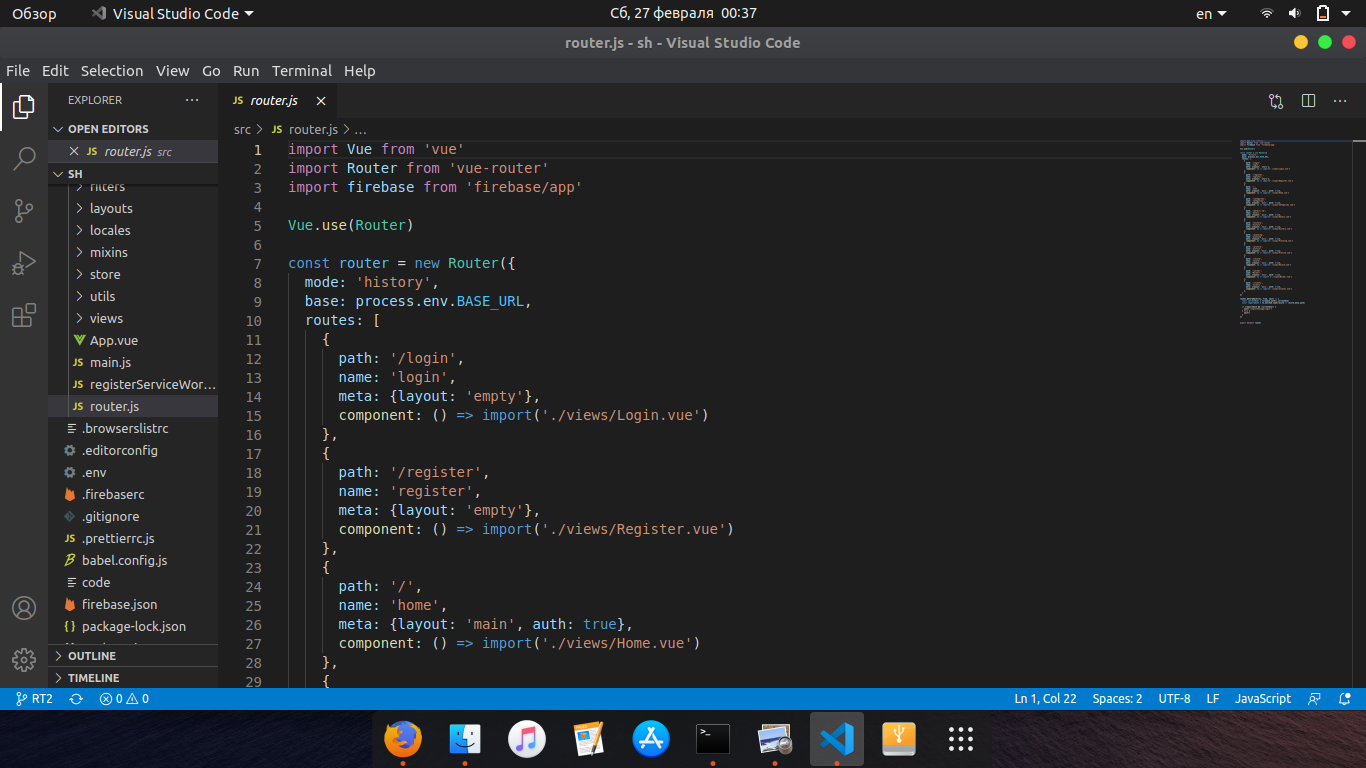 Обзор Visual Studio Code Сб, 27 февраля 00:37 en
router.js - sh - Visual Studio Code
File Edit Selection View Go Run Terminal Help
EXPLORER
OPEN EDITORS
router.js src
SH
filters
layouts
locales
mixins
store
utils
views
App.vue
main.js
registerServiceWor...
router.js
.browserslistrc
.editorconfig
.env
.firebaserc
.gitignore
.prettierrc.js
babel.config.js
code
firebase.json
package-lock.json
OUTLINE
TIMELINE
JS router.js
src > JS router.js > ...
1 import Vue from 'vue'
2 import Router from 'vue-router'
3 import firebase from 'firebase/app'
4
5 Vue.use(Router)
6
7 const router = new Router({
8 mode: 'history',
9 base: process.env.BASE_URL,
10 routes: [
11 {
12 path: '/login',
13 name: 'login',
14 meta: {layout: 'empty'},
15 component: () => import('./views/Login.vue')
16 },
17 {
18 path: '/register',
19 name: 'register',
20 meta: {layout: 'empty'},
21 component: () => import('./views/Register.vue')
22 },
23 {
24 path: '/',
25 name: 'home',
26 meta: {layout: 'main', auth: true},
27 component: () => import('./views/Home.vue')
28 },
29 {
RT2 0 0 Ln 1, Col 22 Spaces: 2 UTF-8 LF JavaScript